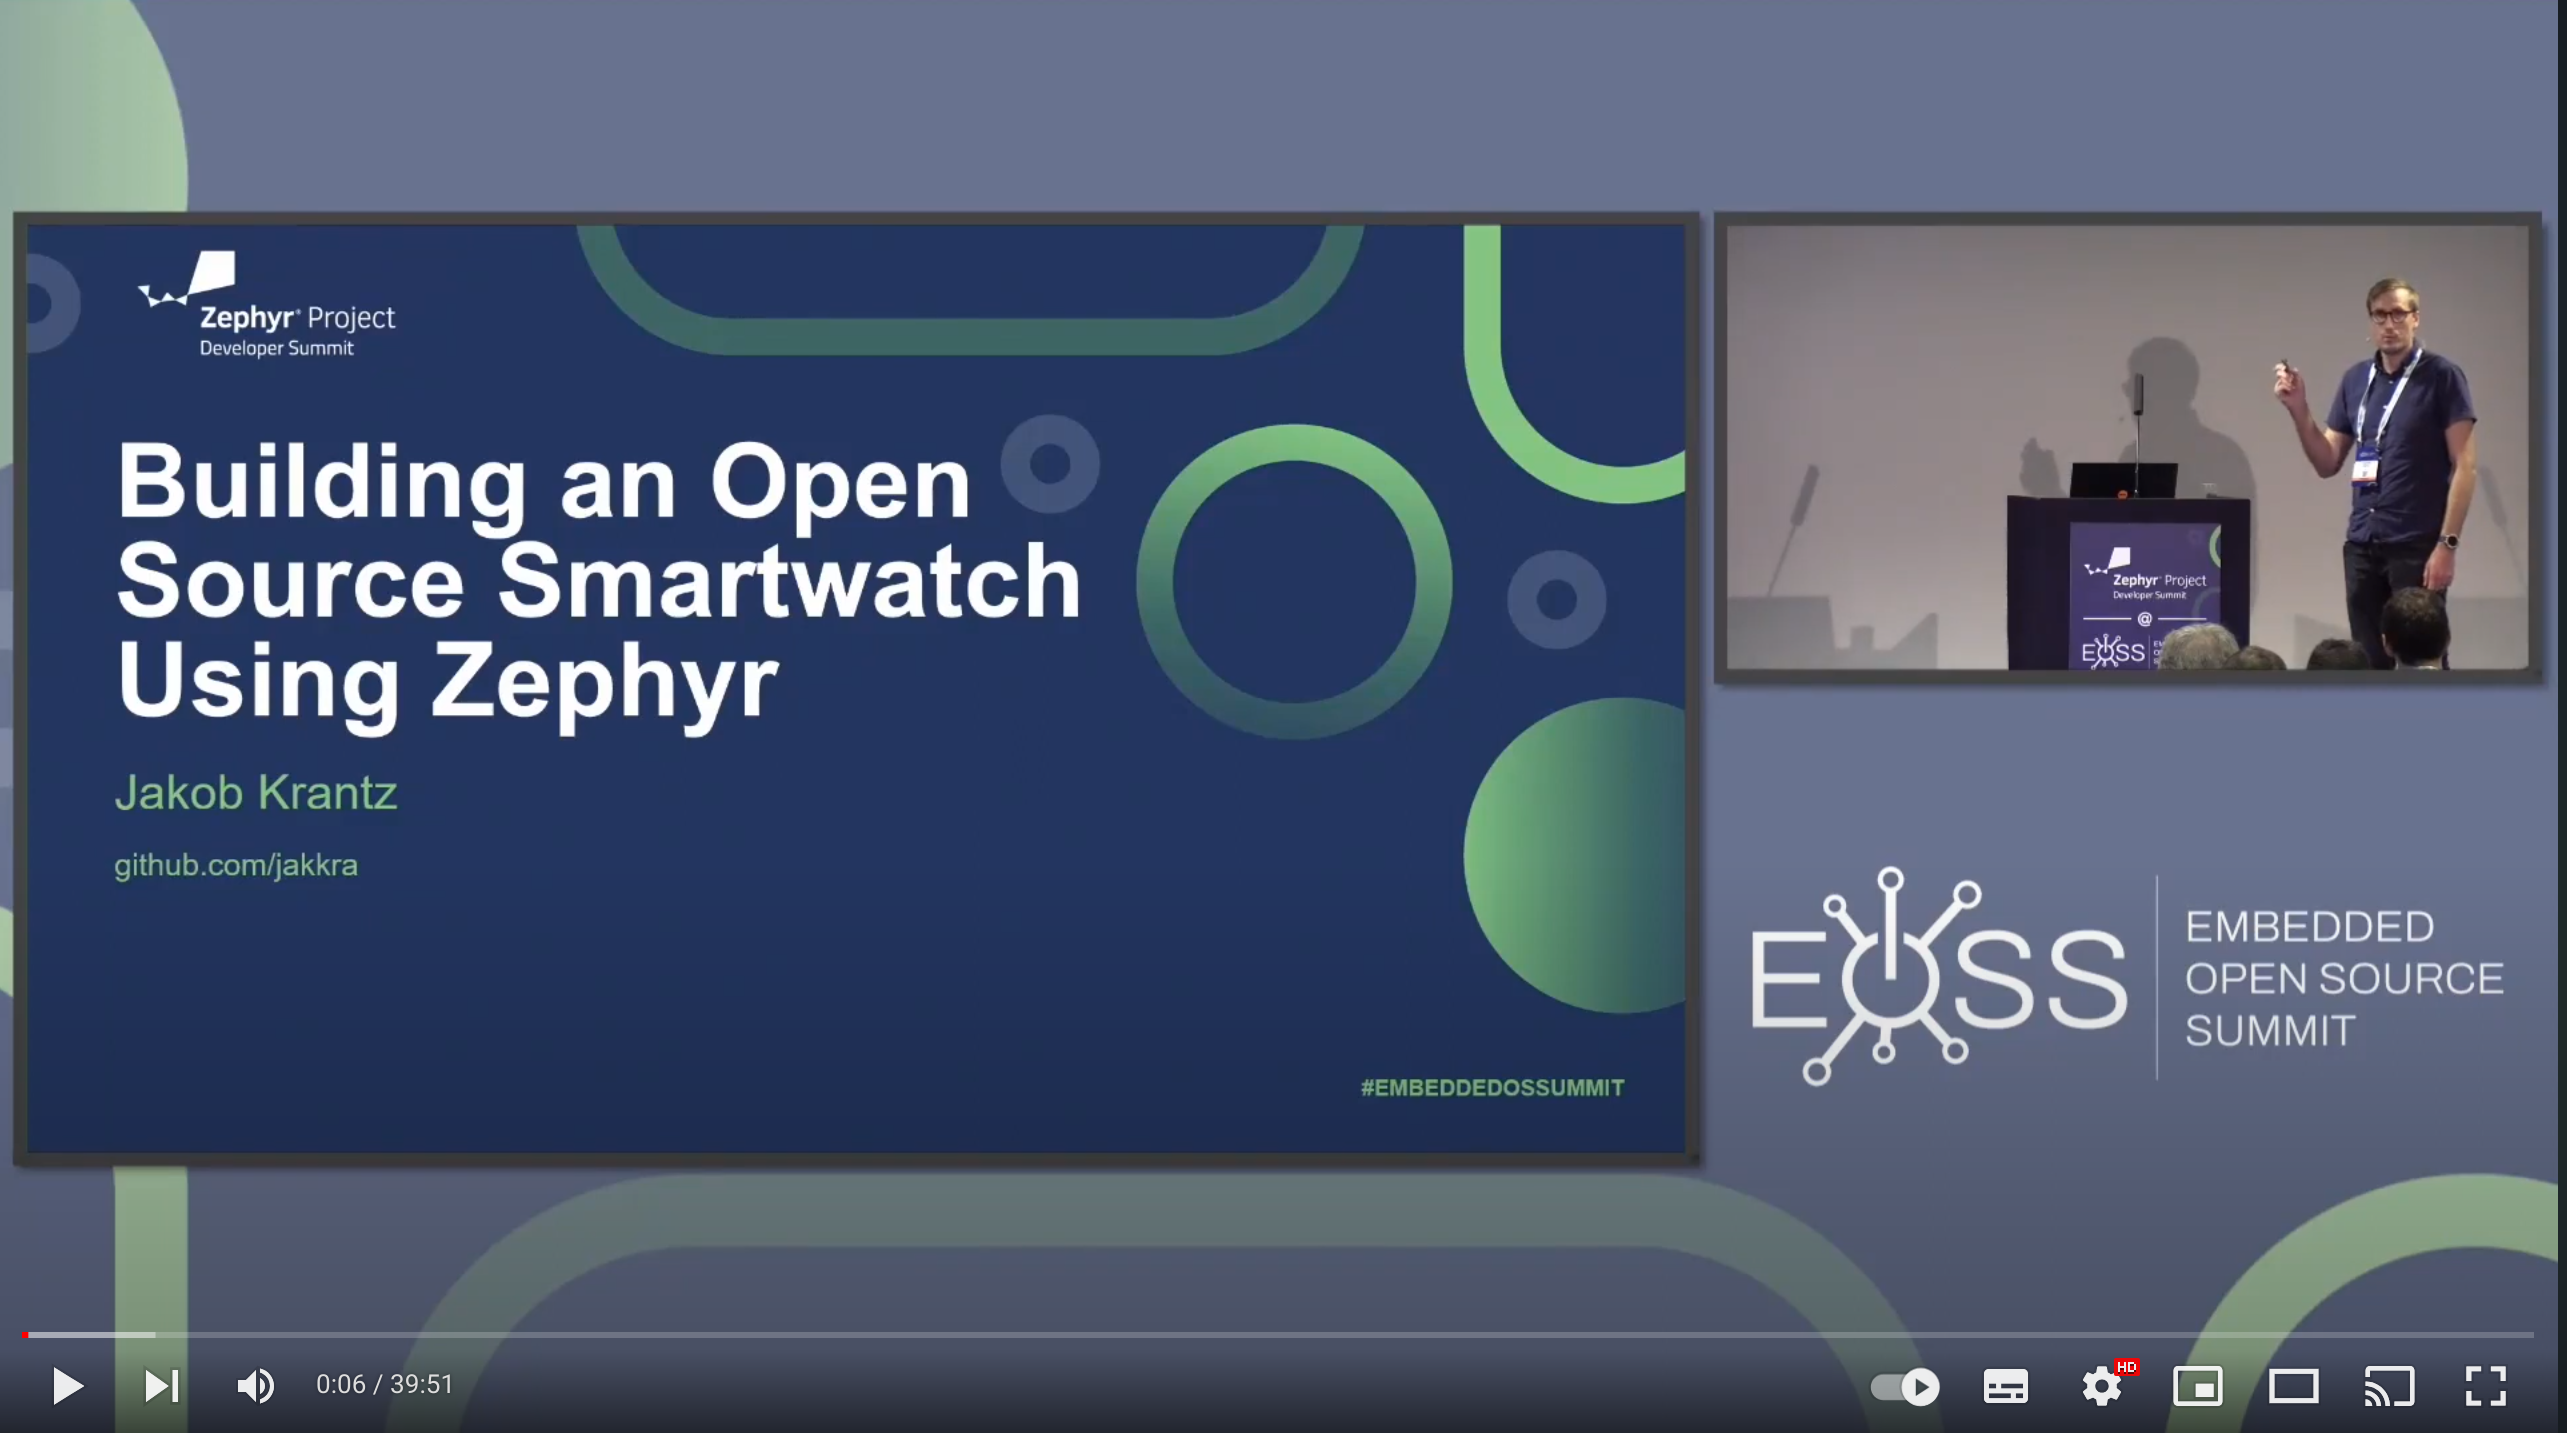 Zephyr® Project
Developer Summit
Building an Open
Source Smartwatch
Using Zephyr
Jakob Krantz
github.com/jakkra
#EMBEDDEDOSSUMMIT
Zephyr Project
Developer Summit
@
EOSS
EOSS
EMBEDDED
OPEN SOURCE
SUMMIT
0:06 / 39:51
HD